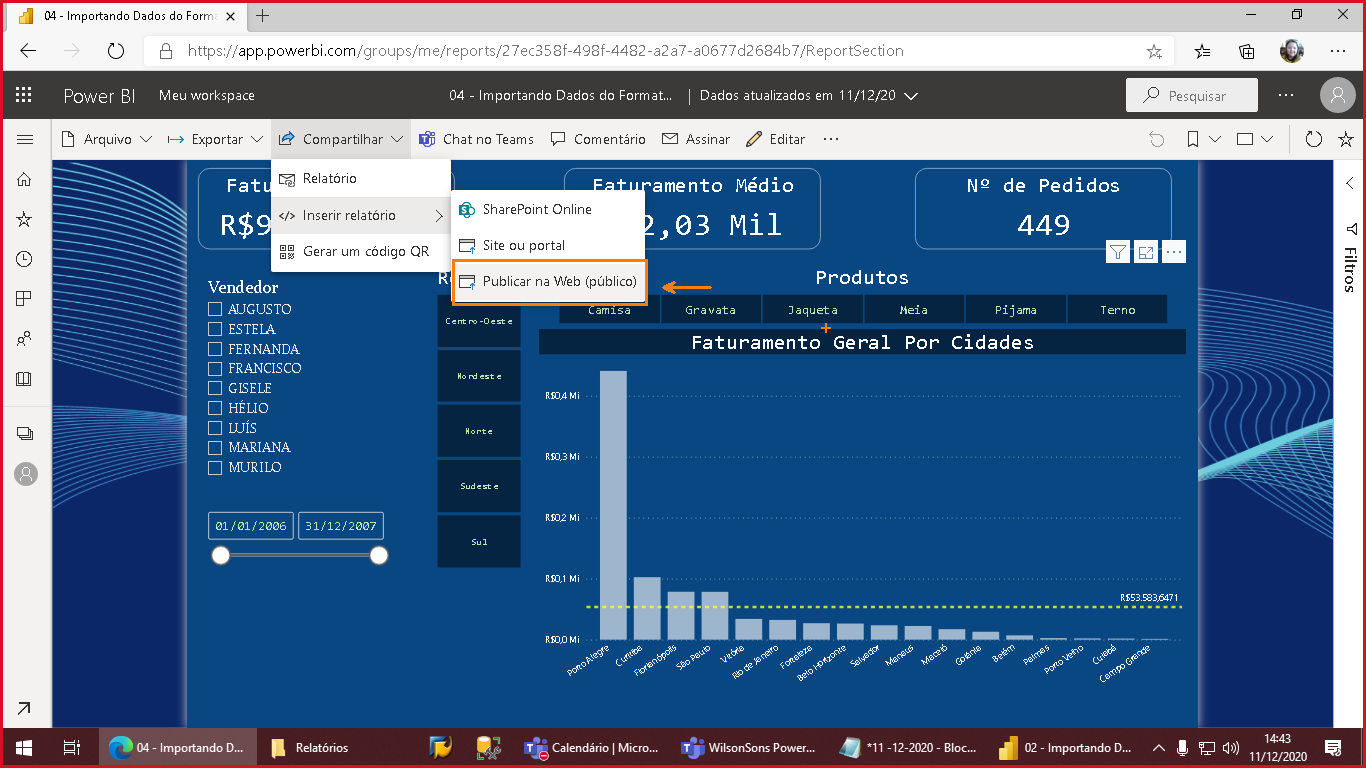 04 - Importando Dados do Forma
https://app.powerbi.com/groups/me/reports/27ec358f-498f-4482-a2a7-a0677d2684b7/ReportSection
Power BI
Meu workspace
04 - Importando Dados do Format... | Dados atualizados em 11/12/20
Pesquisar
Arquivo
Exportar
Compartilhar
Chat no Teams
Comentário
Assinar
Editar
Relatório
Inserir relatório
Gerar um código QR
SharePoint Online
Site ou portal
Publicar na Web (público)
Fatu
R$9
Faturamento Médio
2,03 Mil
Nº de Pedidos
449
Filtros
Vendedor
AUGUSTO
ESTELA
FERNANDA
FRANCISCO
GISELE
HÉLIO
LUÍS
MARIANA
MURILO
01/01/2006
31/12/2007
Centro-Oeste
Nordeste
Norte
Sudeste
Sul
Produtos
Camisa
Gravata
Jaqueta
Meia
Pijama
Terno
Faturamento Geral Por Cidades
R$0,4 Mi
R$0,3 Mi
R$0,2 Mi
R$0,1 Mi
R$0,0 Mi
R$53.583,6471
Porto Alegre
Curitiba
Florianópolis
São Paulo
Vitória
Rio de Janeiro
Fortaleza
Belo Horizonte
Salvador
Manaus
Maceió
Goiânia
Belém
Palmas
Porto Velho
Cuiabá
Campo Grande
04 - Importando D...
Relatórios
Calendário | Micro...
WilsonSons Power...
*11 -12-2020 - Bloc...
02 - Importando D...
14:43
11/12/2020